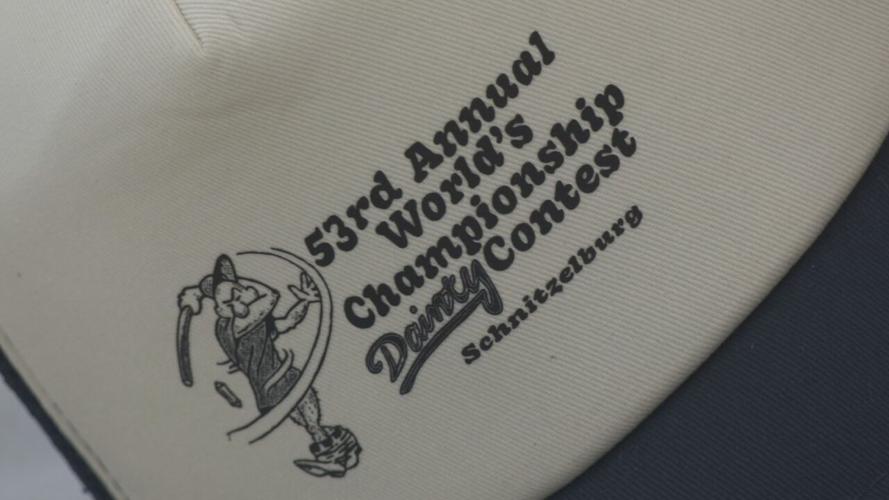 53rd Annual
World's
Championship
Dainty Contest
Schnitzelburg